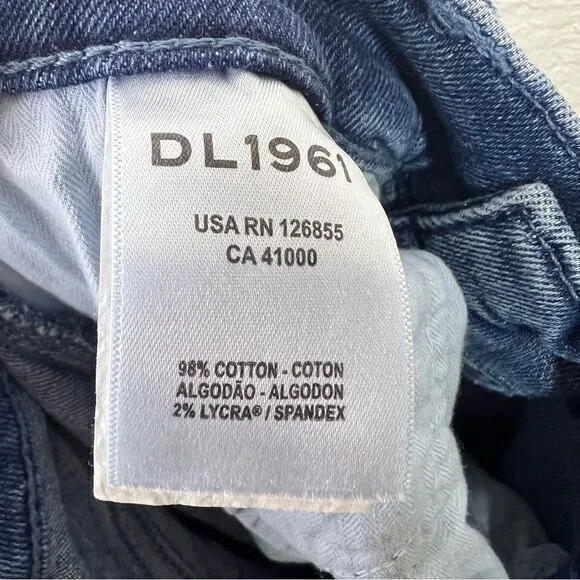 DL1961
USA RN 126855
CA 41000
98% COTTON - COTON
ALGODÃO - ALGODON
2% LYCRA® / SPANDEX